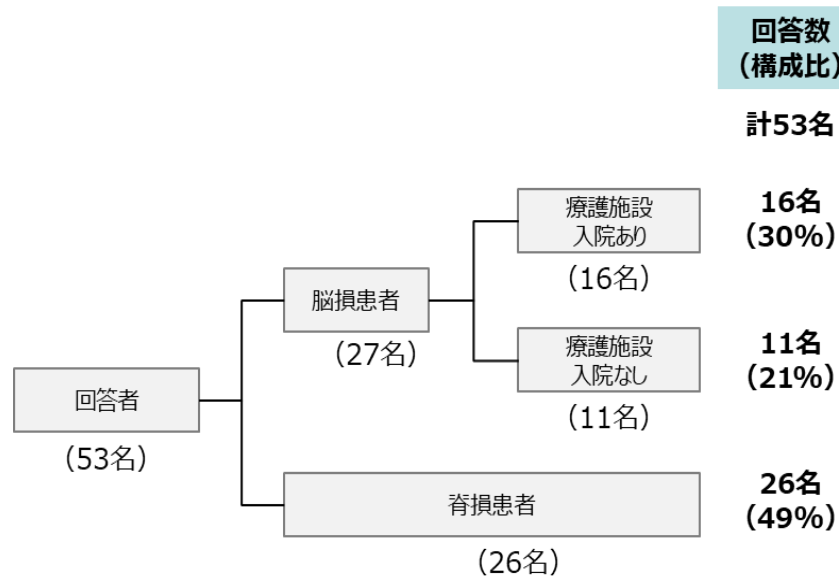 回答数
（構成比）
計53名
療護施設
入院あり
（16名）
16名
（30%）
脳損患者
（27名）
療護施設
入院なし
（11名）
11名
（21%）
回答者
（53名）
脊損患者
（26名）
26名
（49%）